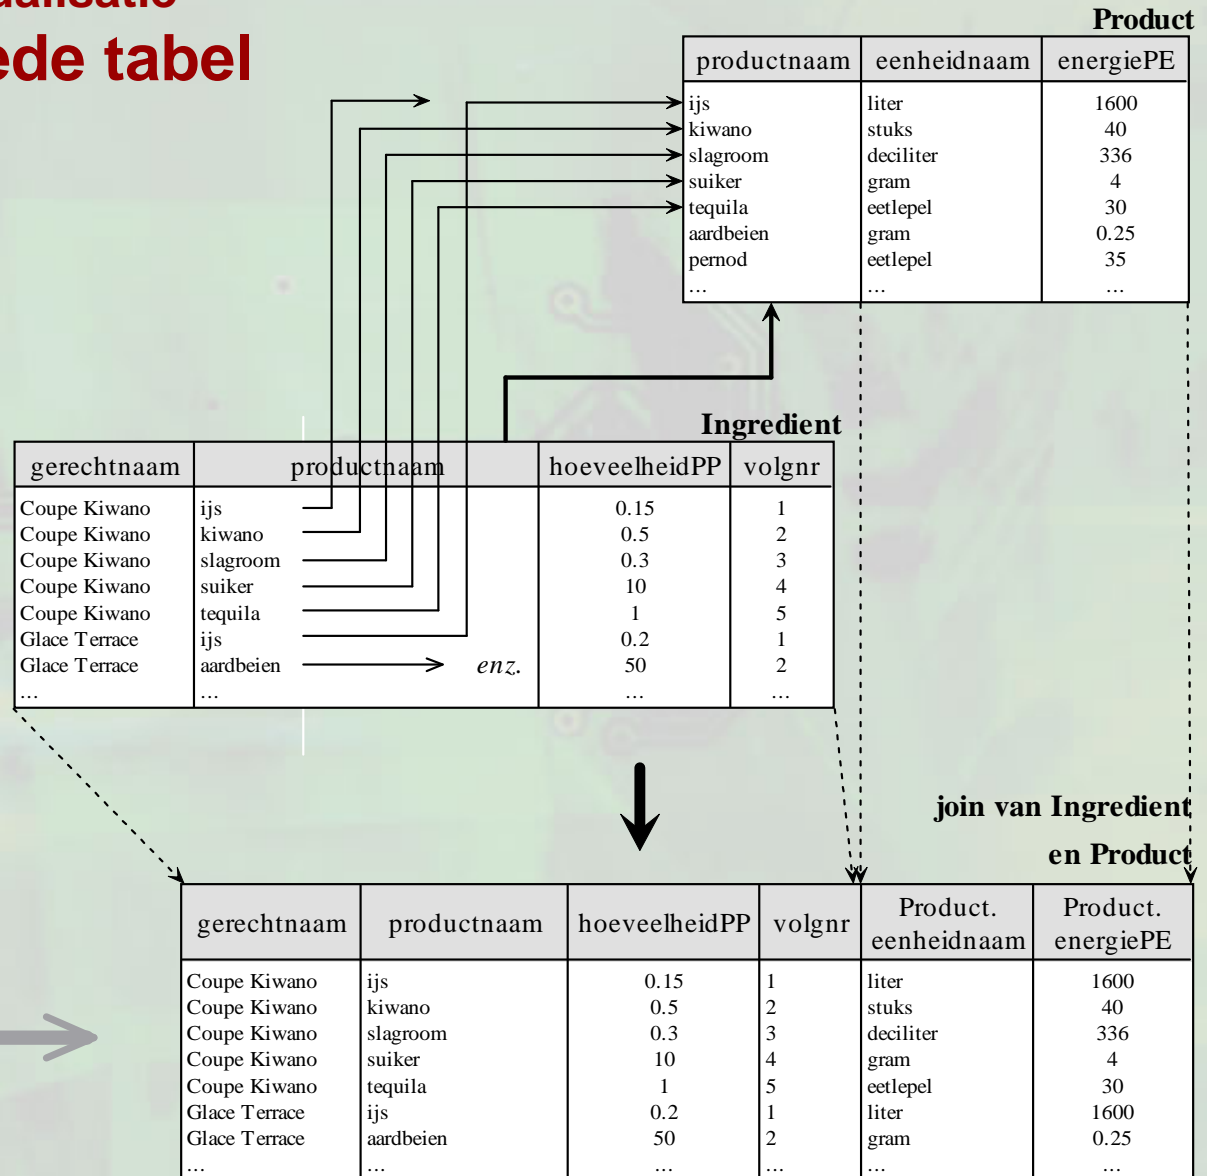 ede tabel
Product
productnaam eenheidnaam energiePE
ijs liter 1600
kiwano stuks 40
slagroom deciliter 336
suiker gram 4
tequila eetlepel 30
aardbeien gram 0.25
pernod eetlepel 35
... ... ...
Ingredient
gerechtnaam productnaam hoeveelheidPP volgnr
Coupe Kiwano ijs 0.15 1
Coupe Kiwano kiwano 0.5 2
Coupe Kiwano slagroom 0.3 3
Coupe Kiwano suiker 10 4
Coupe Kiwano tequila 1 5
Glace Terrace ijs 0.2 1
Glace Terrace aardbeien enz. 50 2
... ... ... ...
join van Ingredient
en Product
gerechtnaam productnaam hoeveelheidPP volgnr Product. eenheidnaam Product. energiePE
Coupe Kiwano ijs 0.15 1 liter 1600
Coupe Kiwano kiwano 0.5 2 stuks 40
Coupe Kiwano slagroom 0.3 3 deciliter 336
Coupe Kiwano suiker 10 4 gram 4
Coupe Kiwano tequila 1 5 eetlepel 30
Glace Terrace ijs 0.2 1 liter 1600
Glace Terrace aardbeien 50 2 gram 0.25
... ... ... ... ... ...